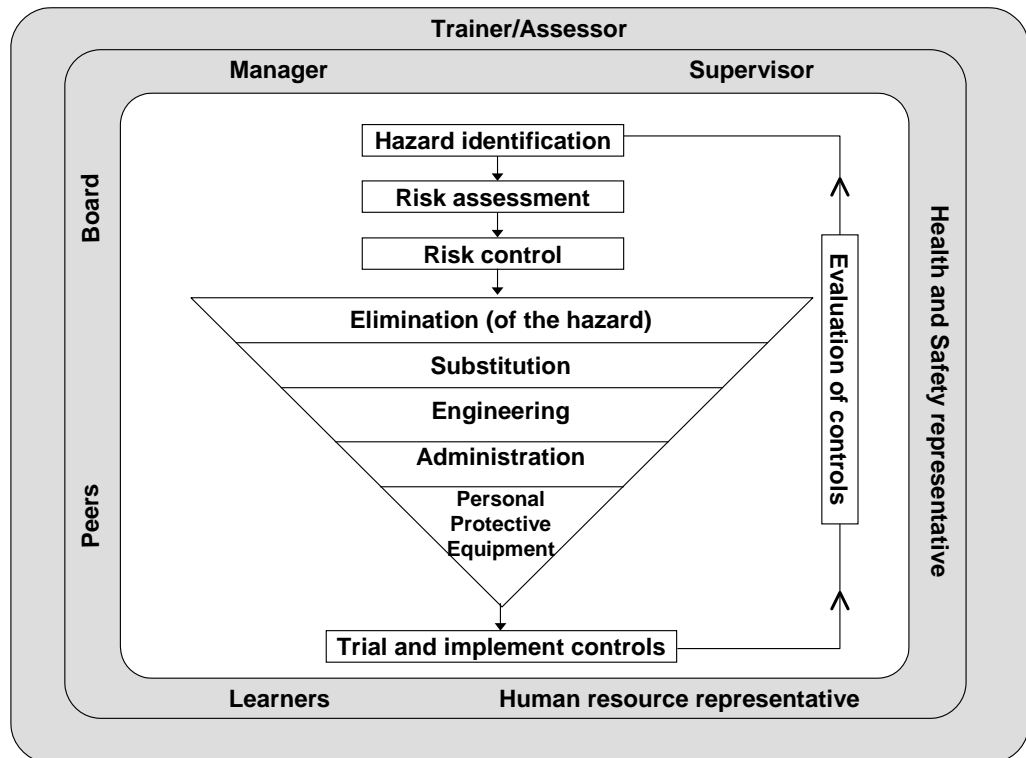 Trainer/Assessor
Manager
Supervisor
Board
Peers
Hazard identification
Risk assessment
Risk control
Elimination (of the hazard)
Substitution
Engineering
Administration
Personal
Protective
Equipment
Trial and implement controls
Evaluation of controls
Health and Safety representative
Learners
Human resource representative